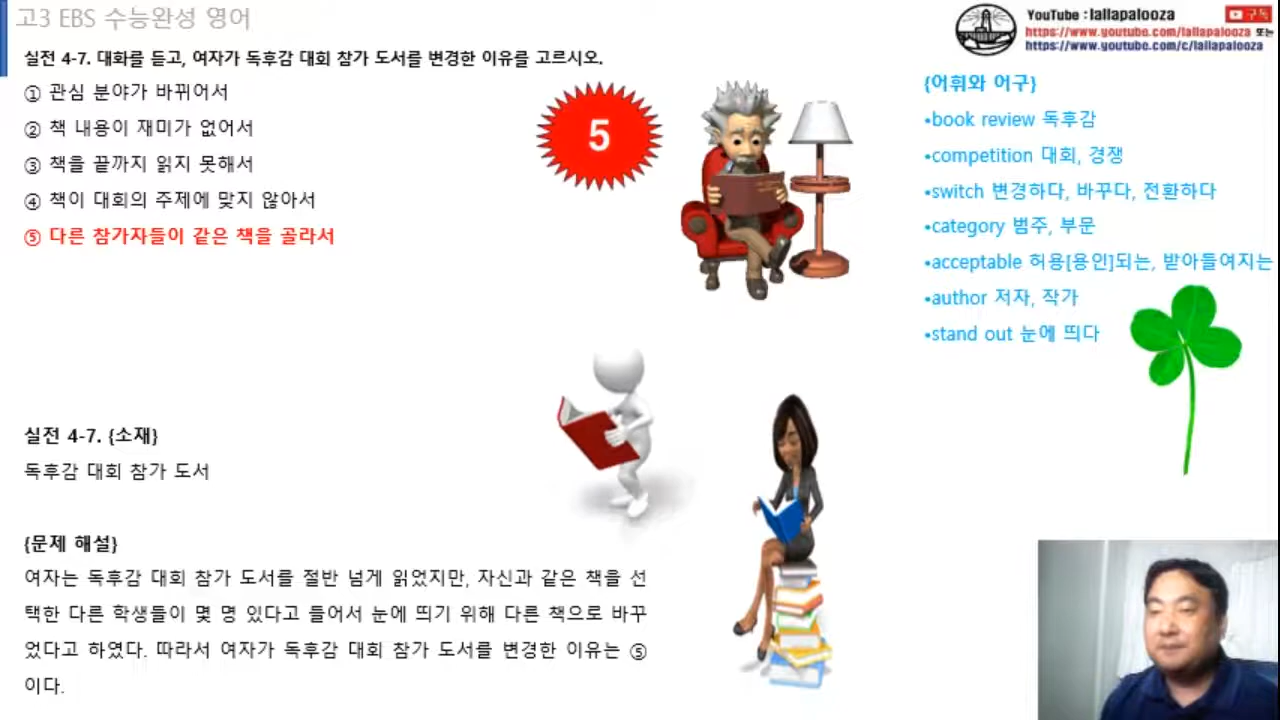 고3 EBS 수능완성 영어
YouTube : lallapalooza
구독
https://www.youtube.com/lallapalooza 또는
https://www.youtube.com/c/lallapalooza
실전 4-7. 대화를 듣고, 여자가 독후감 대회 참가 도서를 변경한 이유를 고르시오.
① 관심 분야가 바뀌어서
② 책 내용이 재미가 없어서
③ 책을 끝까지 읽지 못해서
④ 책이 대회의 주제에 맞지 않아서
⑤ 다른 참가자들이 같은 책을 골라서
5
{어휘와 어구}
•book review 독후감
•competition 대회, 경쟁
•switch 변경하다, 바꾸다, 전환하다
•category 범주, 부문
•acceptable 허용[용인]되는, 받아들여지는
•author 저자, 작가
•stand out 눈에 띄다
실전 4-7. {소재}
독후감 대회 참가 도서
{문제 해설}
여자는 독후감 대회 참가 도서를 절반 넘게 읽었지만, 자신과 같은 책을 선
택한 다른 학생들이 몇 명 있다고 들어서 눈에 띄기 위해 다른 책으로 바꾸
었다고 하였다. 따라서 여자가 독후감 대회 참가 도서를 변경한 이유는 ⑤
이다.